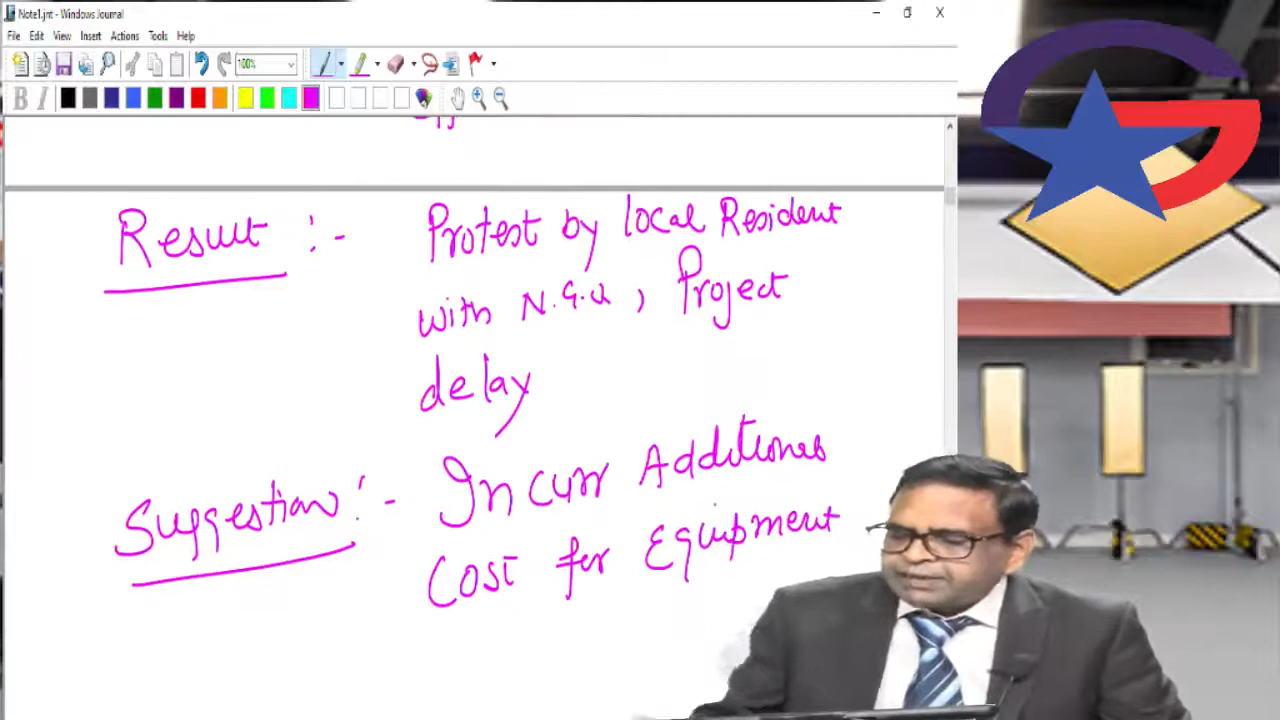 Note1.jnt - Windows Journal
File Edit View Insert Actions Tools Help
100%
B I
Result :- Protest by local Resident
with N.G.O, Project
delay
Suggestion :- Incurr Additional
Cost for Equipment